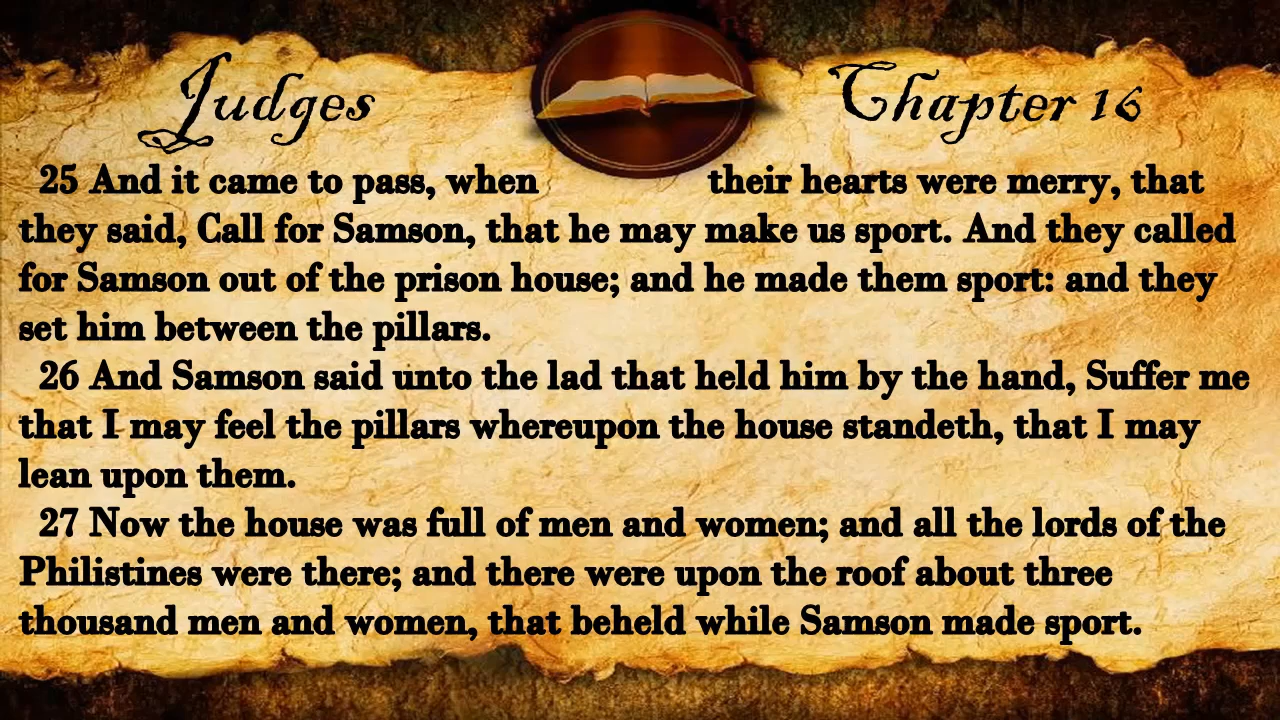 Judges Chapter 16
25 And it came to pass, when their hearts were merry, that
they said, Call for Samson, that he may make us sport. And they called
for Samson out of the prison house; and he made them sport: and they
set him between the pillars.
26 And Samson said unto the lad that held him by the hand, Suffer me
that I may feel the pillars whereupon the house standeth, that I may
lean upon them.
27 Now the house was full of men and women; and all the lords of the
Philistines were there; and there were upon the roof about three
thousand men and women, that beheld while Samson made sport.